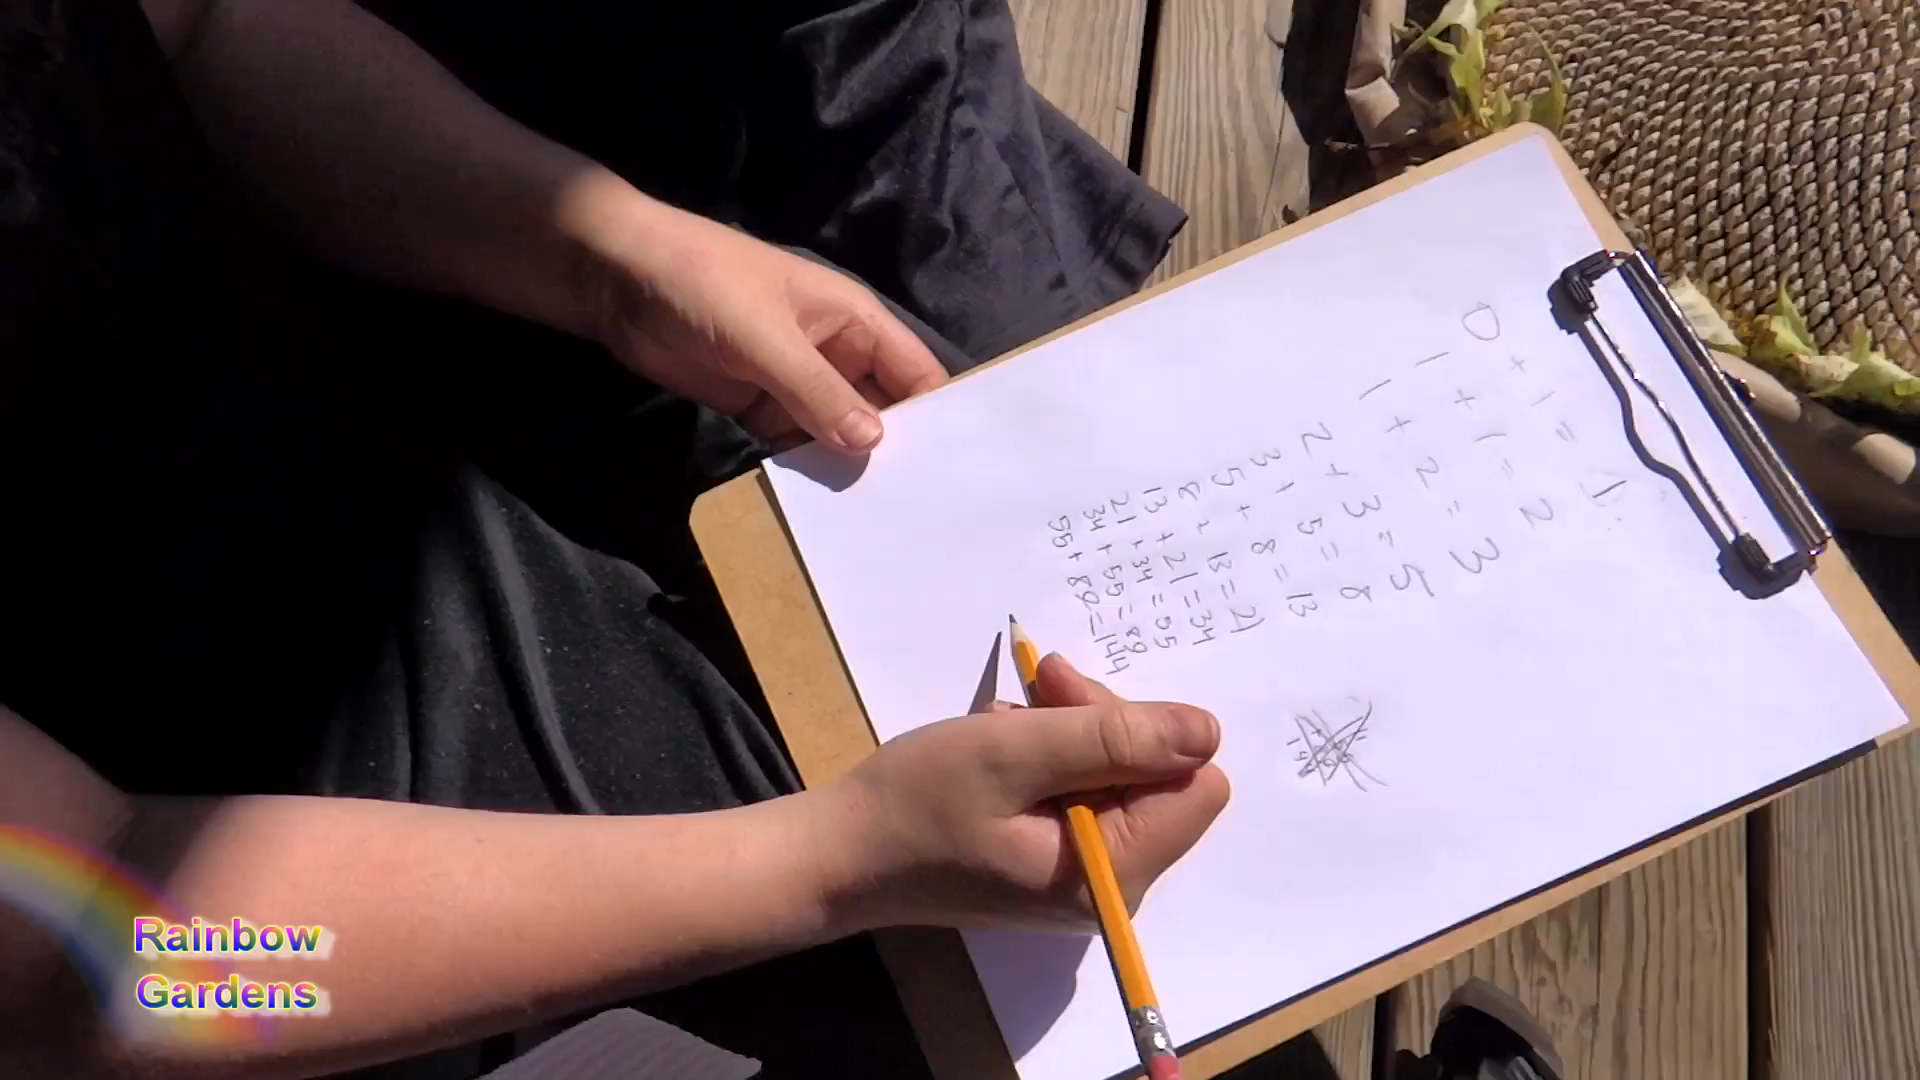 0 + 1 = 1
1 + 1 = 2
1 + 2 = 3
2 + 3 = 5
3 + 5 = 8
5 + 8 = 13
8 + 13 = 21
13 + 21 = 34
21 + 34 = 55
34 + 55 = 89
55 + 89 = 144
Rainbow
Gardens